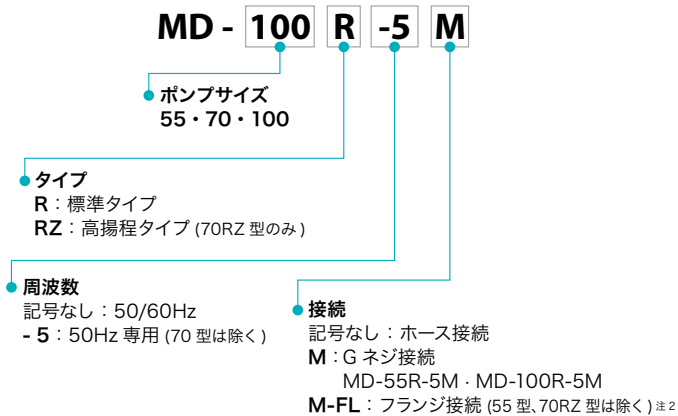 MD - 100 R -5 M
ポンプサイズ
55・70・100
タイプ
R：標準タイプ
RZ：高揚程タイプ (70RZ 型のみ)
周波数
記号なし：50/60Hz
- 5：50Hz 専用 (70 型は除く)
接続
記号なし：ホース接続
M：G ネジ接続
MD-55R-5M · MD-100R-5M
M-FL：フランジ接続 (55 型、70RZ 型は除く) 注 2